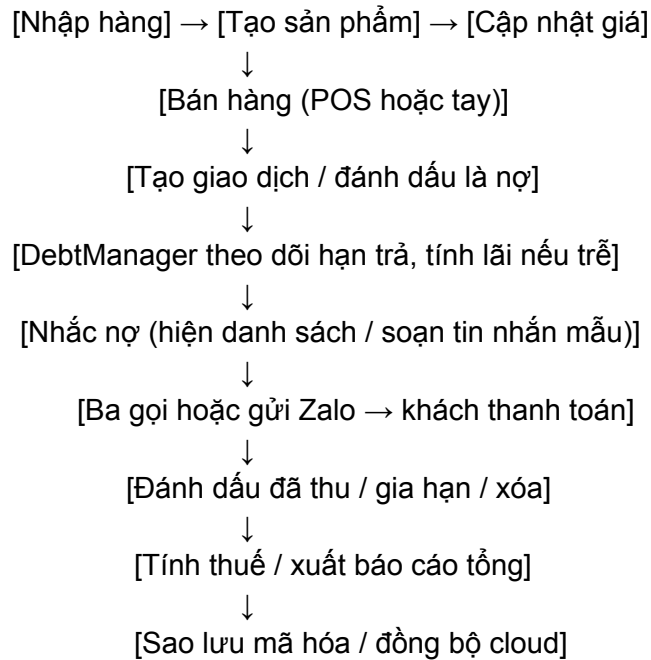 [Nhập hàng] → [Tạo sản phẩm] → [Cập nhật giá]
↓
[Bán hàng (POS hoặc tay)]
↓
[Tạo giao dịch / đánh dấu là nợ]
↓
[DebtManager theo dõi hạn trả, tính lãi nếu trễ]
↓
[Nhắc nợ (hiện danh sách / soạn tin nhắn mẫu)]
↓
[Ba gọi hoặc gửi Zalo → khách thanh toán]
↓
[Đánh dấu đã thu / gia hạn / xóa]
↓
[Tính thuế / xuất báo cáo tổng]
↓
[Sao lưu mã hóa / đồng bộ cloud]